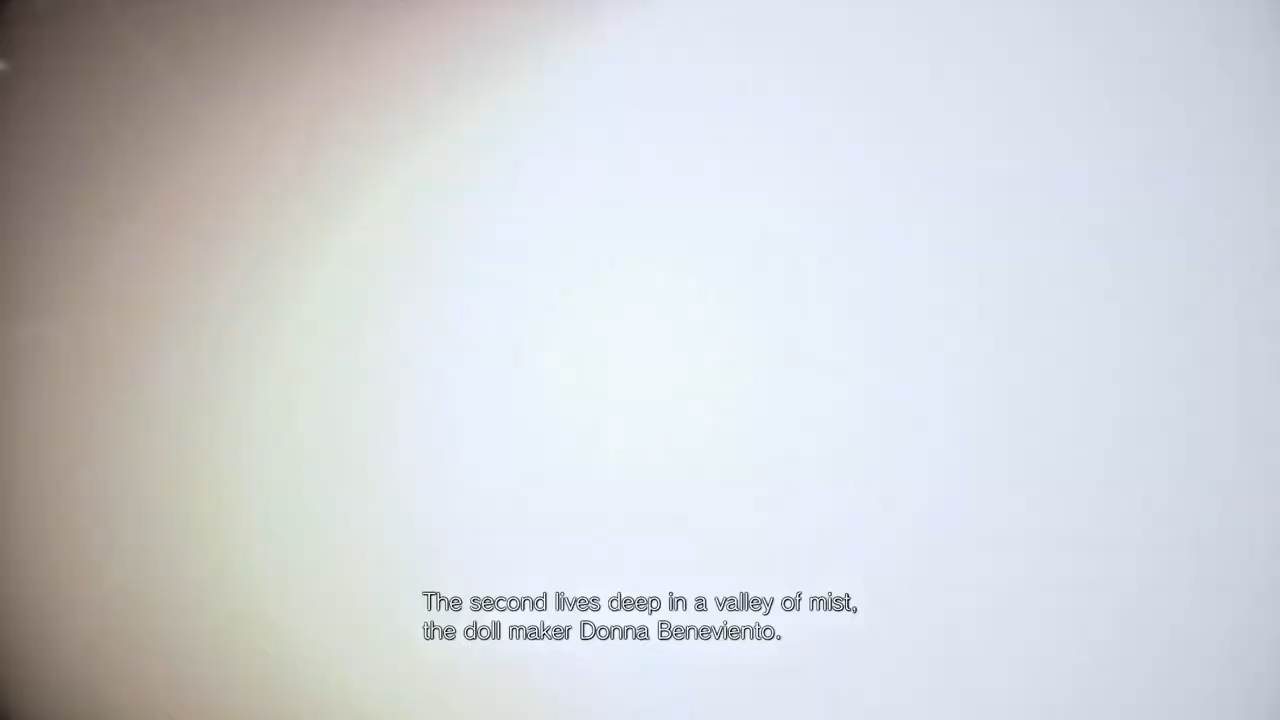 The second lives deep in a valley of mist,
the doll maker Donna Beneviento.